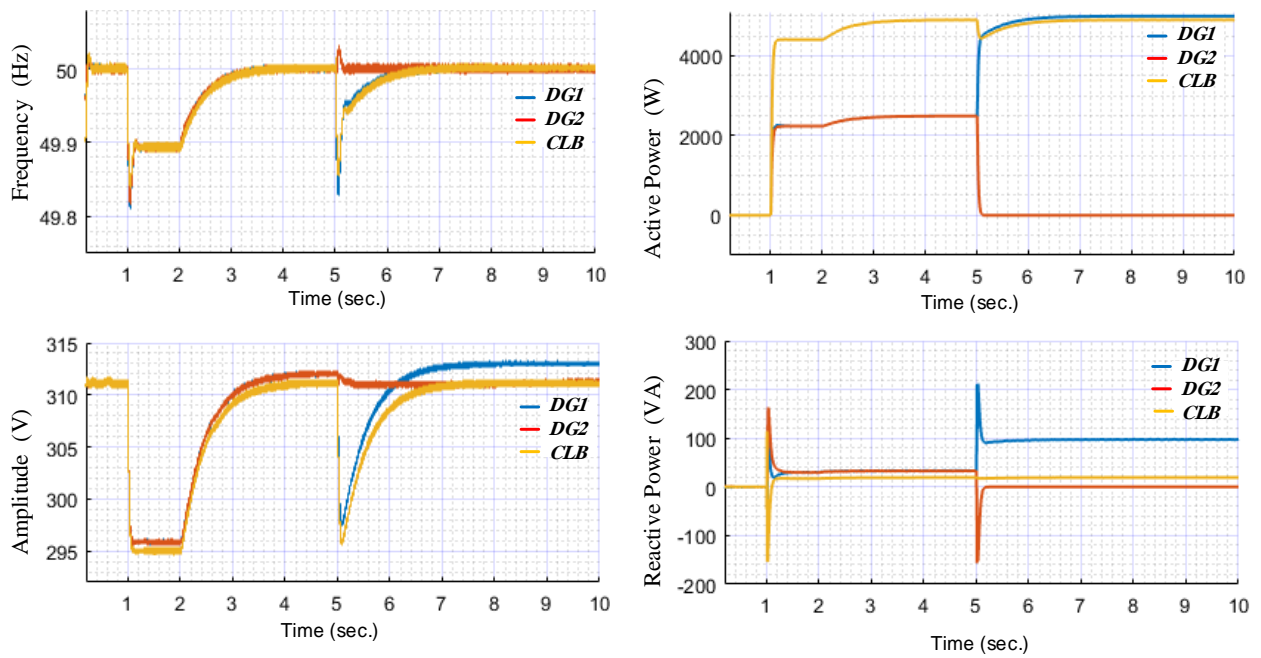 Frequency (Hz)
50
49.9
49.8
DG1
DG2
CLB
1 2 3 4 5 6 7 8 9 10
Time (sec.)
Active Power (W)
4000
2000
0
DG1
DG2
CLB
1 2 3 4 5 6 7 8 9 10
Time (sec.)
Amplitude (V)
315
310
305
300
295
DG1
DG2
CLB
1 2 3 4 5 6 7 8 9 10
Time (sec.)
Reactive Power (VA)
300
200
100
0
-100
-200
DG1
DG2
CLB
1 2 3 4 5 6 7 8 9 10
Time (sec.)